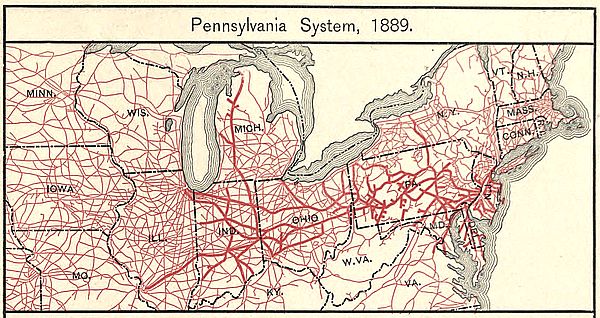 Pennsylvania System, 1889.
MINN.
WIS.
MICH.
VT.
N.H.
N.Y.
MASS
CONN.
IOWA
PA.
ILL.
IND.
OHIO
MD.
W.VA.
MO.
KY.
VA.